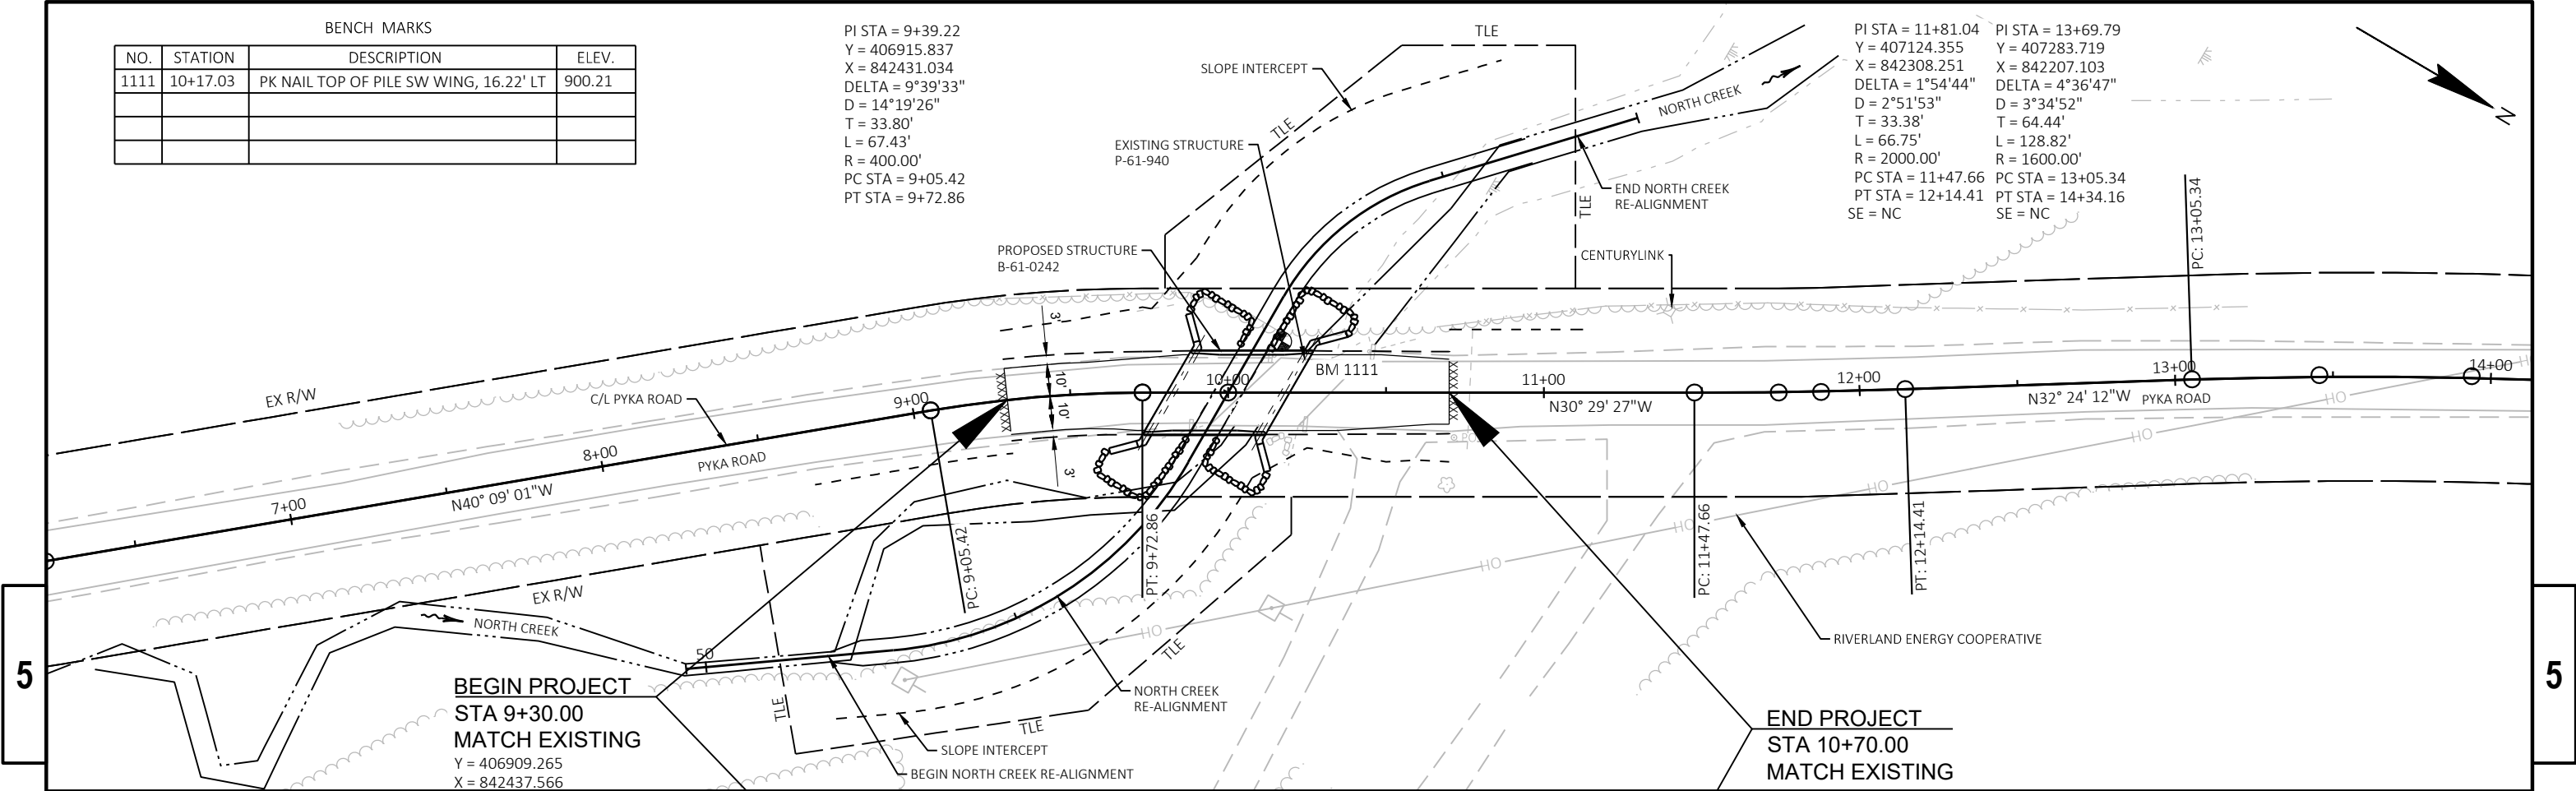 BENCH MARKS
NO. STATION DESCRIPTION ELEV.
1111 10+17.03 PK NAIL TOP OF PILE SW WING, 16.22' LT 900.21
PI STA = 9+39.22
Y = 406915.837
X = 842431.034
DELTA = 9°39'33"
D = 14°19'26"
T = 33.80'
L = 67.43'
R = 400.00'
PC STA = 9+05.42
PT STA = 9+72.86
PI STA = 11+81.04
Y = 407124.355
X = 842308.251
DELTA = 1°54'44"
D = 2°51'53"
T = 33.38'
L = 66.75'
R = 2000.00'
PC STA = 11+47.66
PT STA = 12+14.41
SE = NC
PI STA = 13+69.79
Y = 407283.719
X = 842207.103
DELTA = 4°36'47"
D = 3°34'52"
T = 64.44'
L = 128.82'
R = 1600.00'
PC STA = 13+05.34
PT STA = 14+34.16
SE = NC
N
TLE
SLOPE INTERCEPT
TLE
EXISTING STRUCTURE
P-61-940
NORTH CREEK
END NORTH CREEK
RE-ALIGNMENT
TLE
PROPOSED STRUCTURE
B-61-0242
CENTURYLINK
PC: 13+05.34
3'
10'
10'
3'
EX R/W
C/L PYKA ROAD
7+00
8+00
9+00
10+00
BM 1111
11+00
12+00
13+00
14+00
N40° 09' 01"W
PYKA ROAD
N30° 29' 27"W
N32° 24' 12"W
PYKA ROAD
HO
HO
HO
HO
HO
HO
HO
PC: 9+05.42
PT: 9+72.86
PC: 11+47.66
PT: 12+14.41
EX R/W
NORTH CREEK
50
RIVERLAND ENERGY COOPERATIVE
TLE
TLE
TLE
NORTH CREEK
RE-ALIGNMENT
SLOPE INTERCEPT
BEGIN NORTH CREEK RE-ALIGNMENT
BEGIN PROJECT
STA 9+30.00
MATCH EXISTING
Y = 406909.265
X = 842437.566
END PROJECT
STA 10+70.00
MATCH EXISTING
5
5